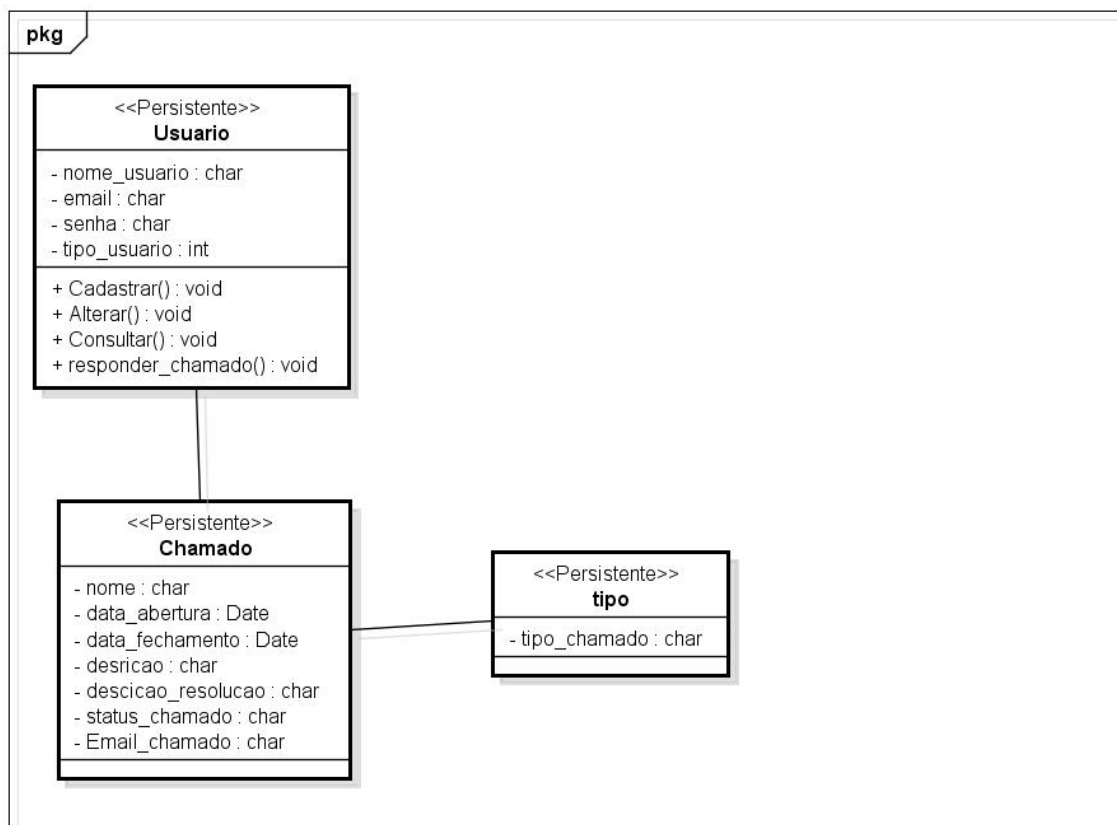 pkg
<<Persistente>>
Usuario
- nome_usuario : char
- email : char
- senha : char
- tipo_usuario : int
+ Cadastrar() : void
+ Alterar() : void
+ Consultar() : void
+ responder_chamado() : void
<<Persistente>>
Chamado
- nome : char
- data_abertura : Date
- data_fechamento : Date
- desricao : char
- descicao_resolucao : char
- status_chamado : char
- Email_chamado : char
<<Persistente>>
tipo
- tipo_chamado : char